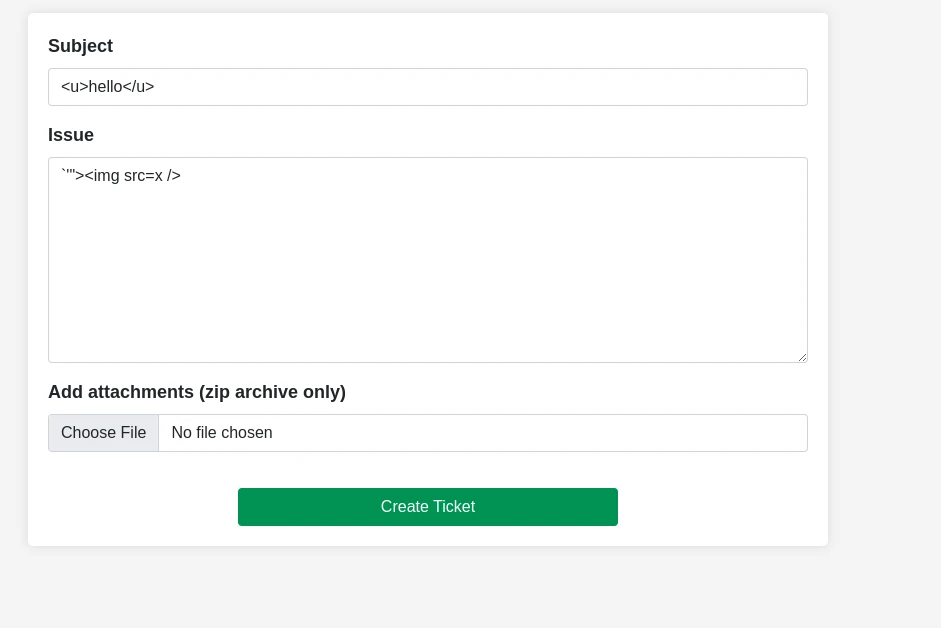 Subject
<u>hello</u>
Issue
`'"><img src=x />
Add attachments (zip archive only)
Choose File No file chosen
Create Ticket